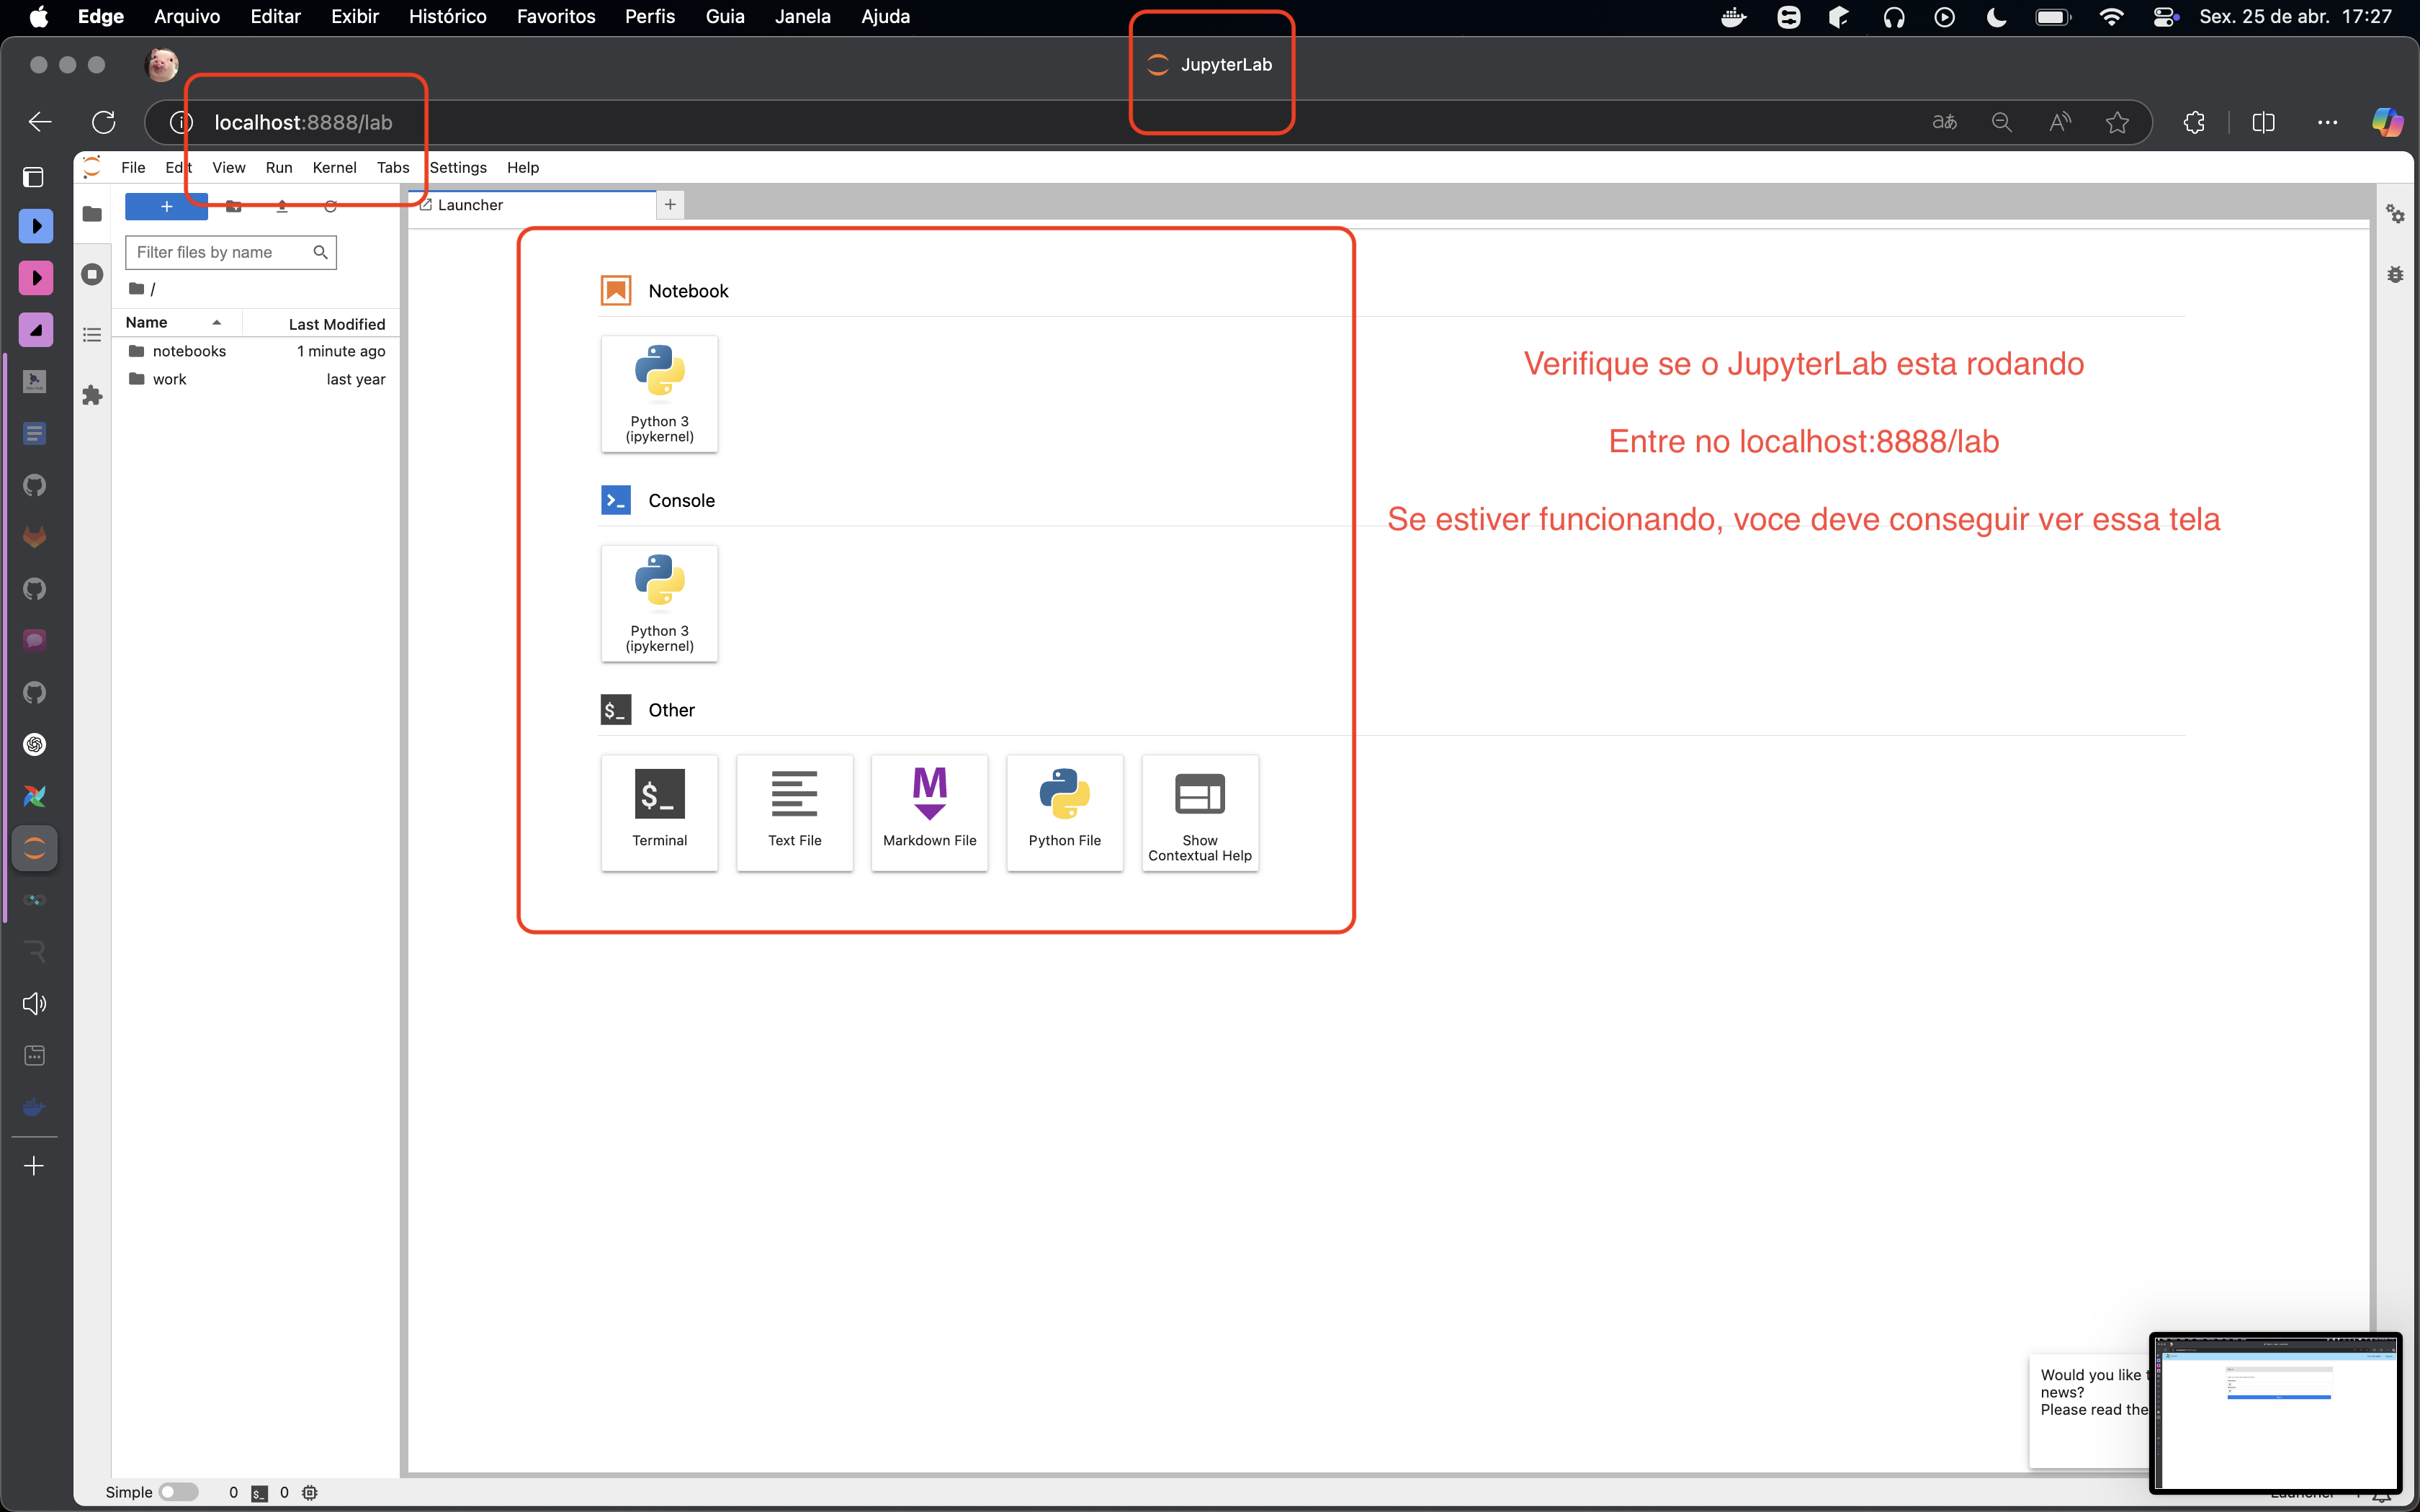 Edge Arquivo Editar Exibir Histórico Favoritos Perfis Guia Janela Ajuda Sex. 25 de abr. 17:27
JupyterLab
localhost:8888/lab
File Edit View Run Kernel Tabs Settings Help
Launcher
Filter files by name
/
Name Last Modified
notebooks 1 minute ago
work last year
Notebook
Python 3
(ipykernel)
Console
Python 3
(ipykernel)
Other
Terminal
Text File
Markdown File
Python File
Show
Contextual Help
Verifique se o JupyterLab esta rodando
Entre no localhost:8888/lab
Se estiver funcionando, voce deve conseguir ver essa tela
Would you like
news?
Please read the
Simple 0 0